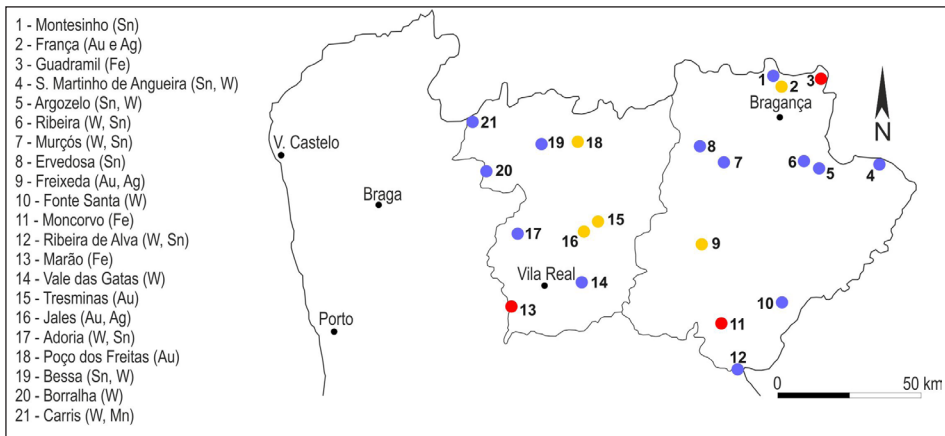 1 - Montesinho (Sn)
2 - França (Au e Ag)
3 - Guadramil (Fe)
4 - S. Martinho de Angueira (Sn, W)
5 - Argozelo (Sn, W)
6 - Ribeira (W, Sn)
7 - Murçós (W, Sn)
8 - Ervedosa (Sn)
9 - Freixeda (Au, Ag)
10 - Fonte Santa (W)
11 - Moncorvo (Fe)
12 - Ribeira de Alva (W, Sn)
13 - Marão (Fe)
14 - Vale das Gatas (W)
15 - Tresminas (Au)
16 - Jales (Au, Ag)
17 - Adoria (W, Sn)
18 - Poço dos Freitas (Au)
19 - Bessa (Sn, W)
20 - Borralha (W)
21 - Carris (W, Mn)
V. Castelo
Braga
Porto
21
19
18
20
17
15
16
Vila Real
14
13
1
2
3
Bragança
N
8
7
6
5
4
9
10
11
12
0
50 km